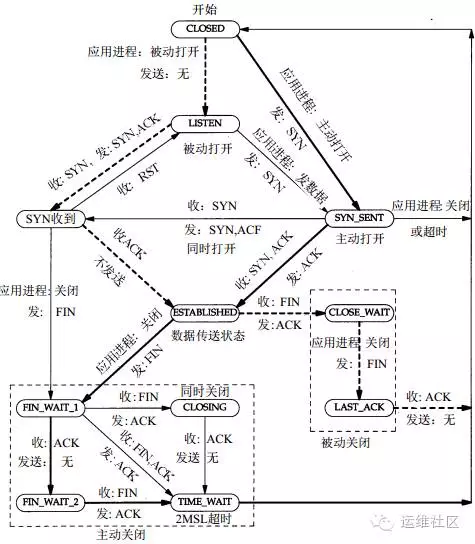 开始
CLOSED
应用进程：被动打开
发送：无
应用进程：主动打开
发：SYN
LISTEN
被动打开
收：SYN，发：SYN,ACK
收：RST
应用进程：发数据
发：SYN
SYN收到
收：SYN
发：SYN,ACF
同时打开
SYN_SENT
主动打开
应用进程 关闭
或超时
收ACK
不发送
收：SYN, ACK
发：ACK
应用进程：关闭
发： FIN
ESTABLISHED
数据传送状态
收：FIN
发：ACK
CLOSE_WAIT
应用进程 关闭
发： FIN
LAST_ACK
被动关闭
收：ACK
发送：无
应用进程：关闭
发：FIN
FIN_WAIT_1
收：FIN
发：ACK
同时关闭
CLOSING
收：ACK
发送：无
收：FIN,ACK
发：ACK
收：ACK
发送 无
FIN_WAIT_2
收：FIN
发：ACK
TIME_WAIT
2MSL超时
主动关闭
运维社区